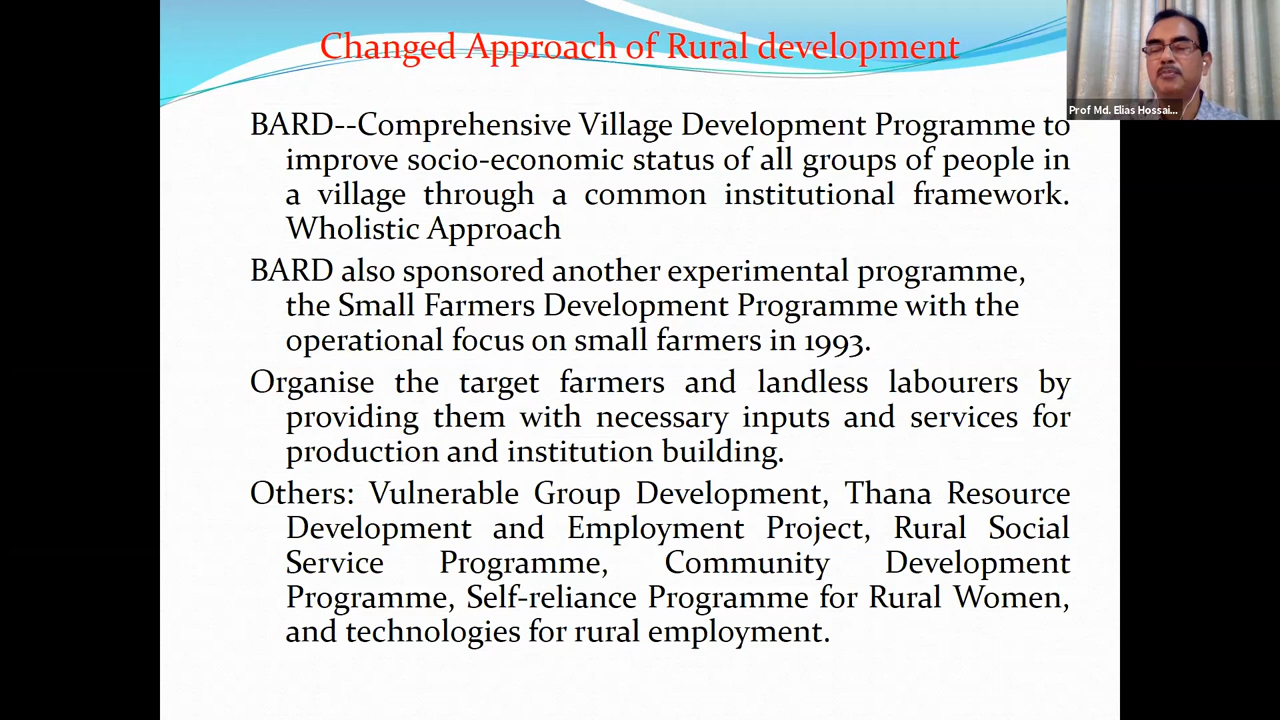 Changed Approach of Rural development
Prof Md. Elias Hossai...
BARD--Comprehensive Village Development Programme to
improve socio-economic status of all groups of people in
a village through a common institutional framework.
Wholistic Approach
BARD also sponsored another experimental programme,
the Small Farmers Development Programme with the
operational focus on small farmers in 1993.
Organise the target farmers and landless labourers by
providing them with necessary inputs and services for
production and institution building.
Others: Vulnerable Group Development, Thana Resource
Development and Employment Project, Rural Social
Service Programme, Community Development
Programme, Self-reliance Programme for Rural Women,
and technologies for rural employment.